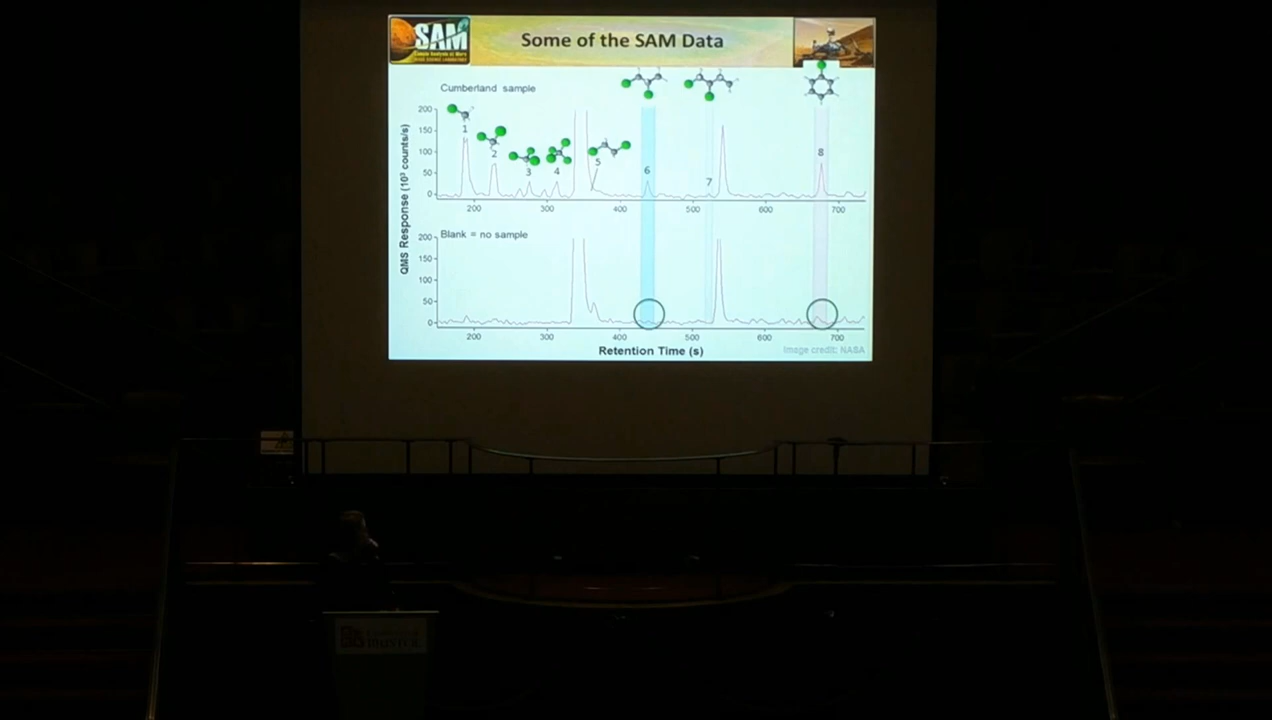 SAM
Some of the SAM Data
Cumberland sample
QMS Response (10³ counts/s)
200
150
100
50
0
1
2
3
4
5
6
7
8
200 300 400 500 600 700
Blank = no sample
200
150
100
50
0
200 300 400 500 600 700
Retention Time (s)
Image credit: NASA